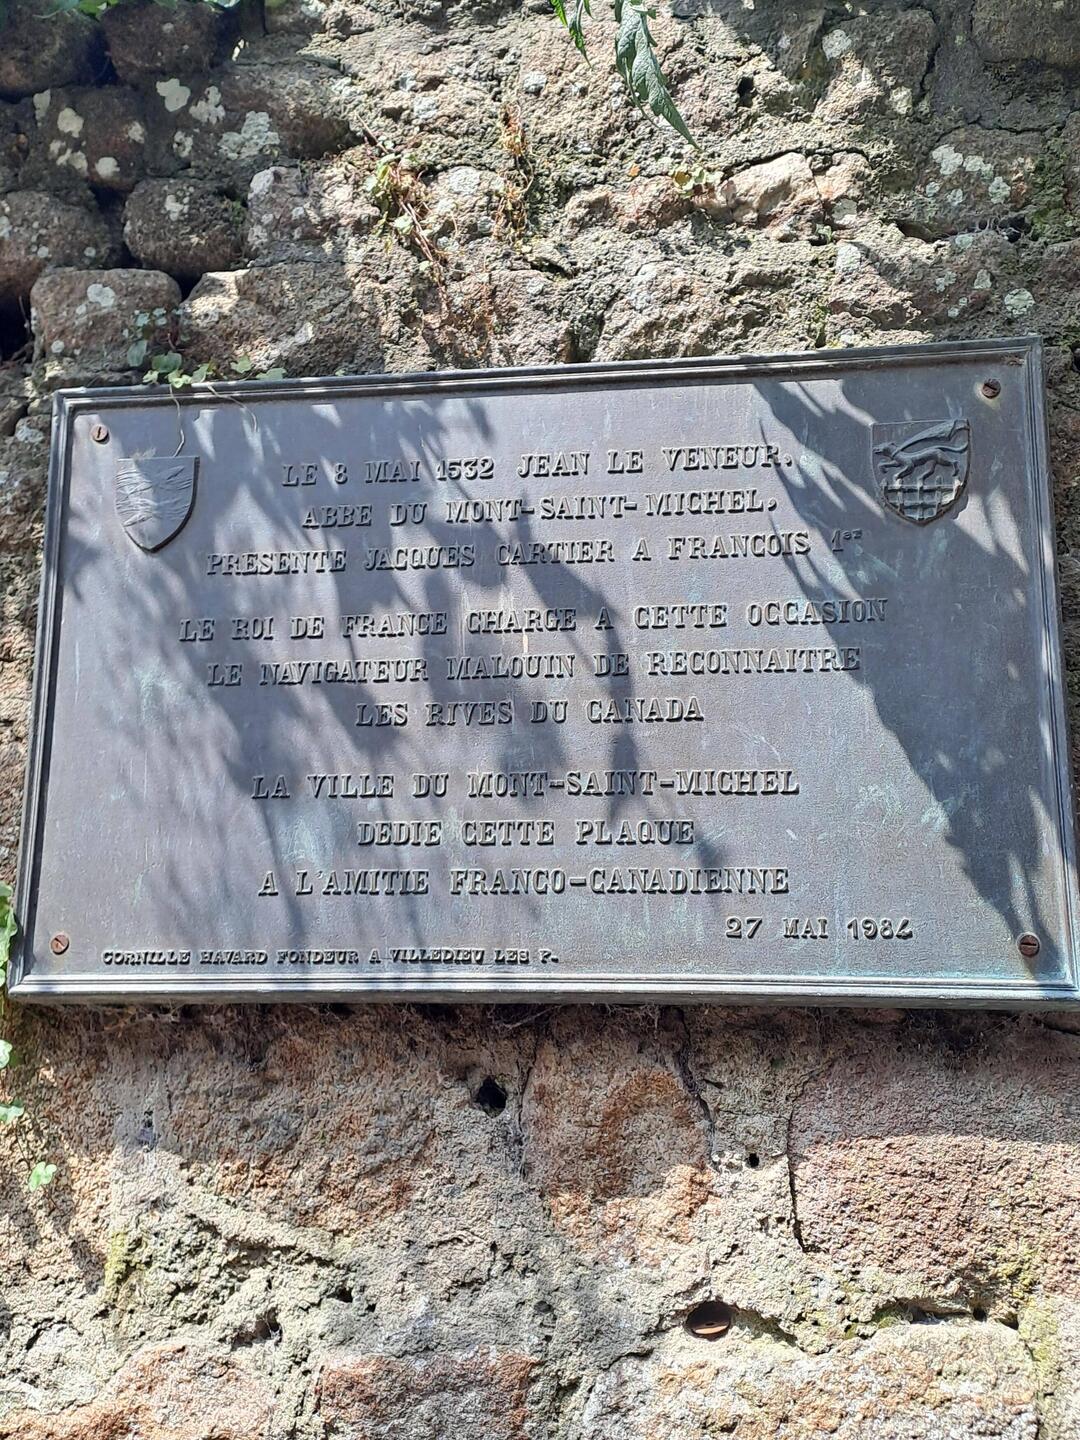 LE 8 MAI 1532 JEAN LE VENEUR,
ABBE DU MONT-SAINT-MICHEL,
PRESENTE JACQUES CARTIER A FRANCOIS 1er
LE ROI DE FRANCE CHARGE A CETTE OCCASION
LE NAVIGATEUR MALOUIN DE RECONNAITRE
LES RIVES DU CANADA
LA VILLE DU MONT-SAINT-MICHEL
DEDIE CETTE PLAQUE
A L'AMITIE FRANCO-CANADIENNE
27 MAI 1984
CORNILLE HAVARD FONDEUR A VILLEDIEU LES P.